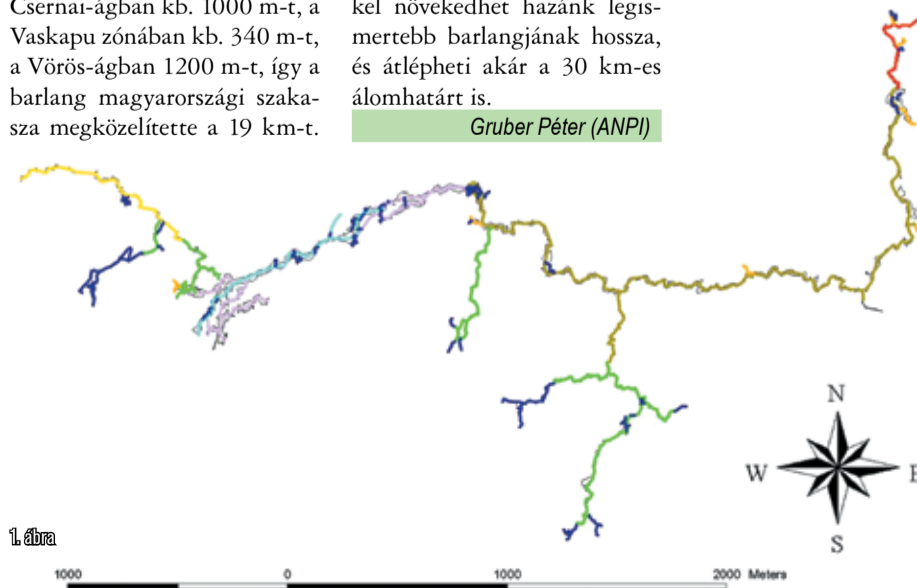 Csernai-ágban kb. 1000 m-t, a
Vaskapu zónában kb. 340 m-t,
a Vörös-ágban 1200 m-t, így a
barlang magyarországi szaka-
sza megközelítette a 19 km-t.
kel növekedhet hazánk legis-
mertebb barlangjának hossza,
és átlépheti akár a 30 km-es
álomhatárt is.
Gruber Péter (ANPI)
N
W
E
S
1. ábra
1000 0 1000 2000 Meters